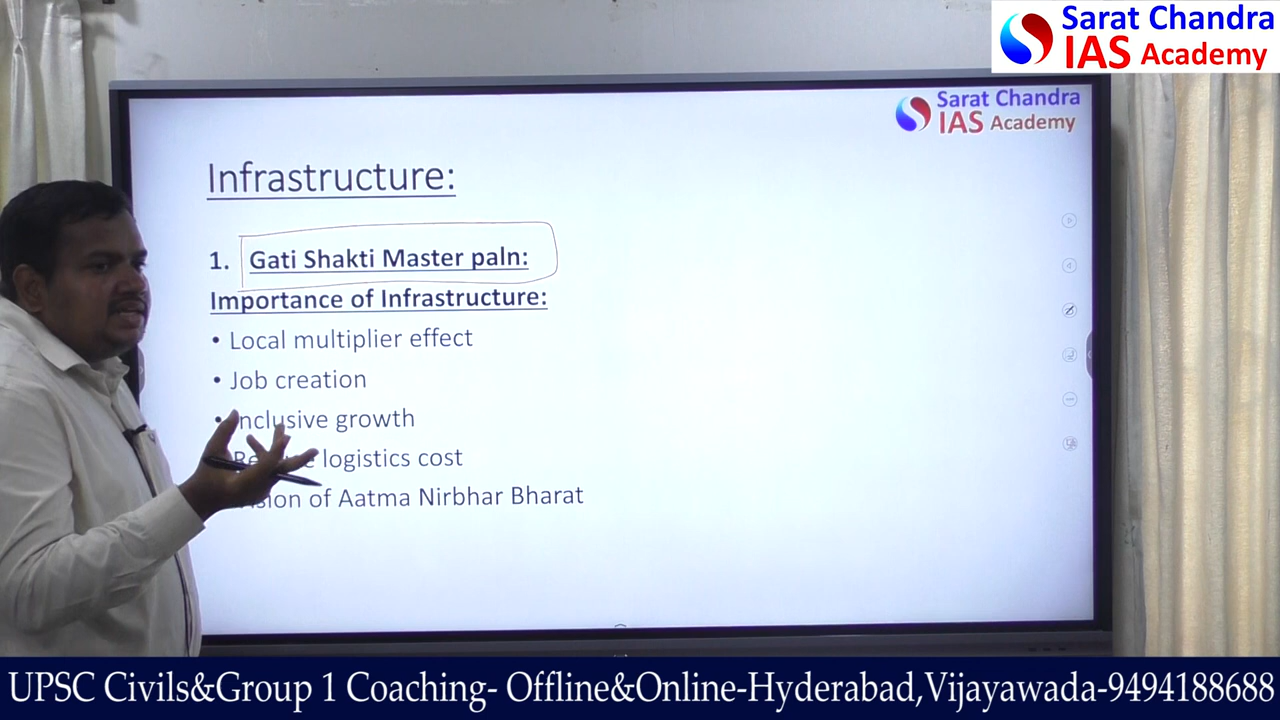 Sarat Chandra
IAS Academy
Sarat Chandra
IAS Academy
Infrastructure:
1. Gati Shakti Master paln:
Importance of Infrastructure:
• Local multiplier effect
• Job creation
• Inclusive growth
logistics cost
of Aatma Nirbhar Bharat
UPSC Civils&Group 1 Coaching- Offline&Online-Hyderabad,Vijayawada-9494188688